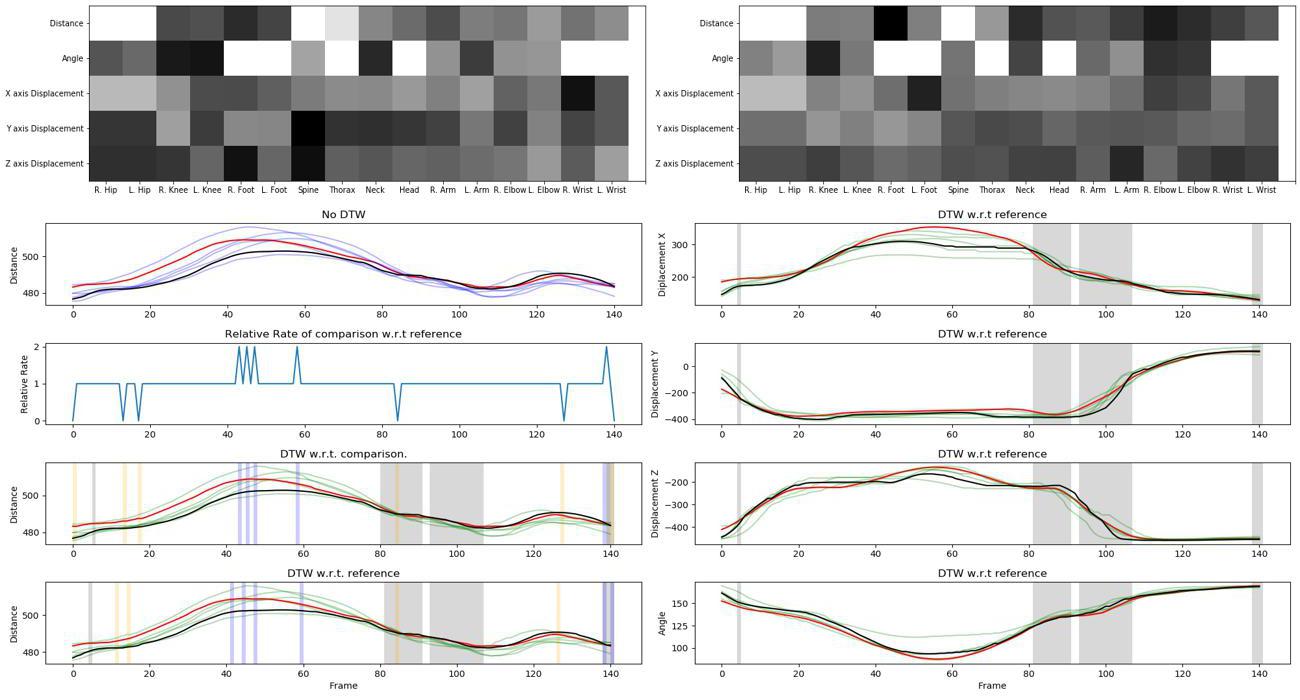 Distance
Angle
X axis Displacement
Y axis Displacement
Z axis Displacement
R. Hip L. Hip R. Knee L. Knee R. Foot L. Foot Spine Thorax Neck Head R. Arm L. Arm R. Elbow L. Elbow R. Wrist L. Wrist
Distance
Angle
X axis Displacement
Y axis Displacement
Z axis Displacement
R. Hip L. Hip R. Knee L. Knee R. Foot L. Foot Spine Thorax Neck Head R. Arm L. Arm R. Elbow L. Elbow R. Wrist L. Wrist
No DTW
Distance
500
480
0 20 40 60 80 100 120 140
Relative Rate of comparison w.r.t reference
Relative Rate
2
1
0
0 20 40 60 80 100 120 140
DTW w.r.t. comparison.
Distance
500
480
0 20 40 60 80 100 120 140
DTW w.r.t. reference
Distance
500
480
0 20 40 60 80 100 120 140
Frame
DTW w.r.t reference
Diplacement X
300
200
0 20 40 60 80 100 120 140
DTW w.r.t reference
Displacement Y
0
−200
−400
0 20 40 60 80 100 120 140
DTW w.r.t reference
Displacement Z
−200
−300
−400
0 20 40 60 80 100 120 140
DTW w.r.t reference
Angle
150
125
100
0 20 40 60 80 100 120 140
Frame